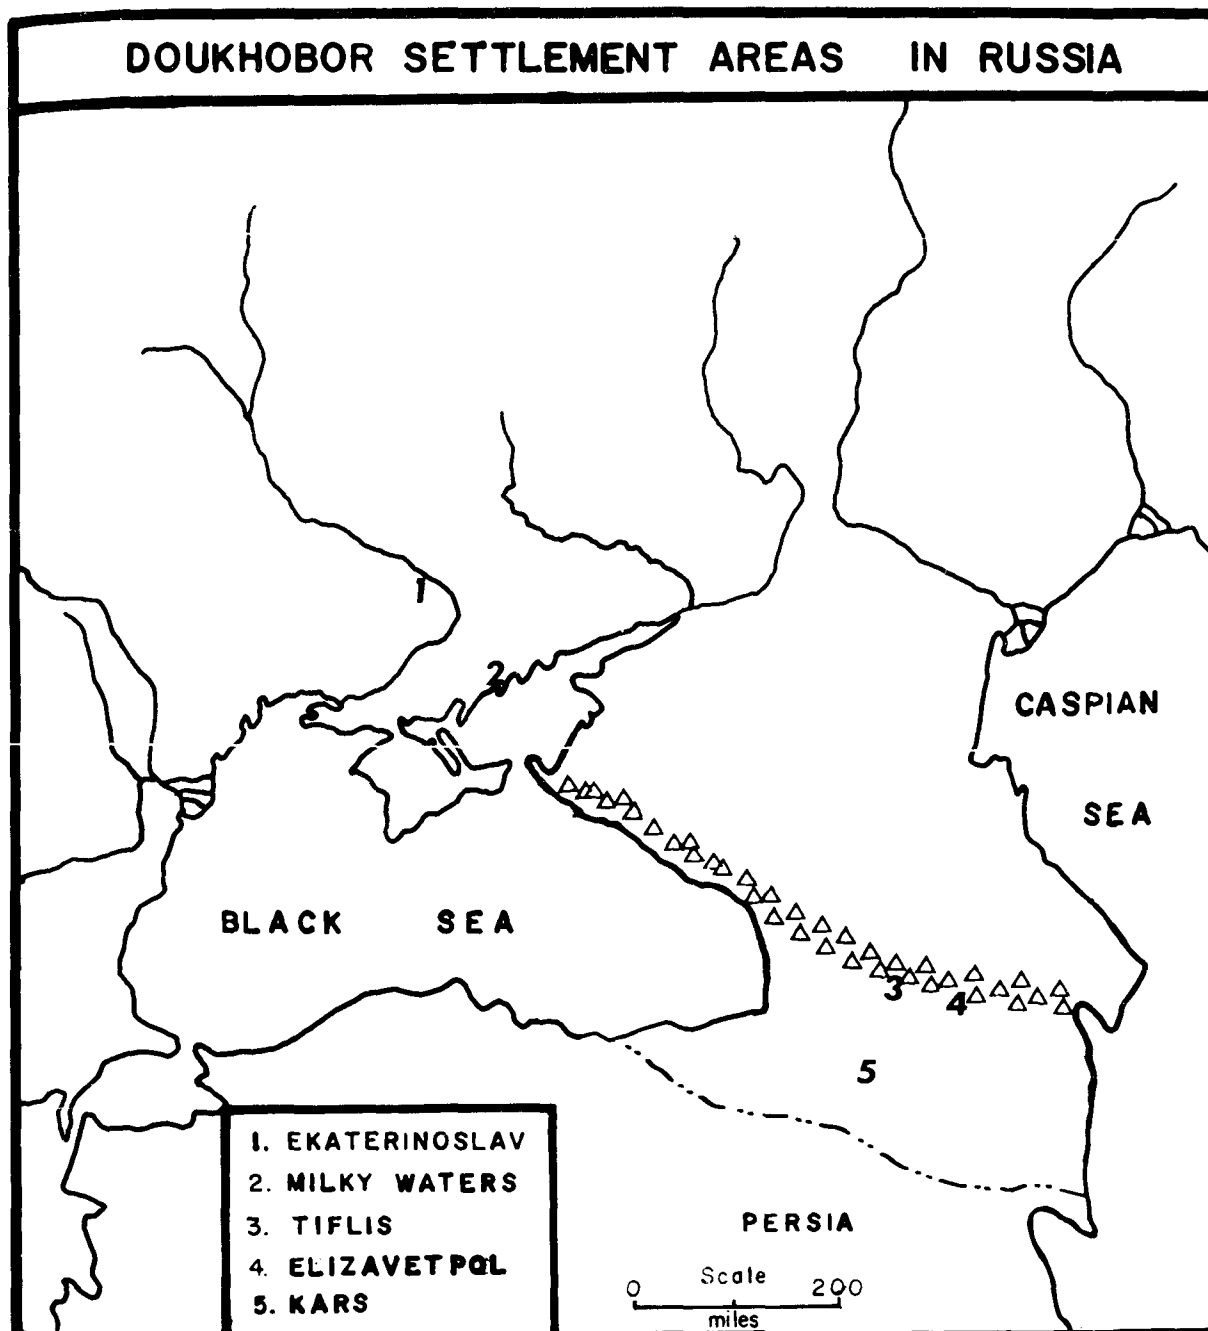 DOUKHOBOR SETTLEMENT AREAS IN RUSSIA
1
2
CASPIAN
SEA
BLACK SEA
3
4
5
1. EKATERINOSLAV
2. MILKY WATERS
3. TIFLIS
4. ELIZAVETPOL
5. KARS
PERSIA
Scale
0 200
miles